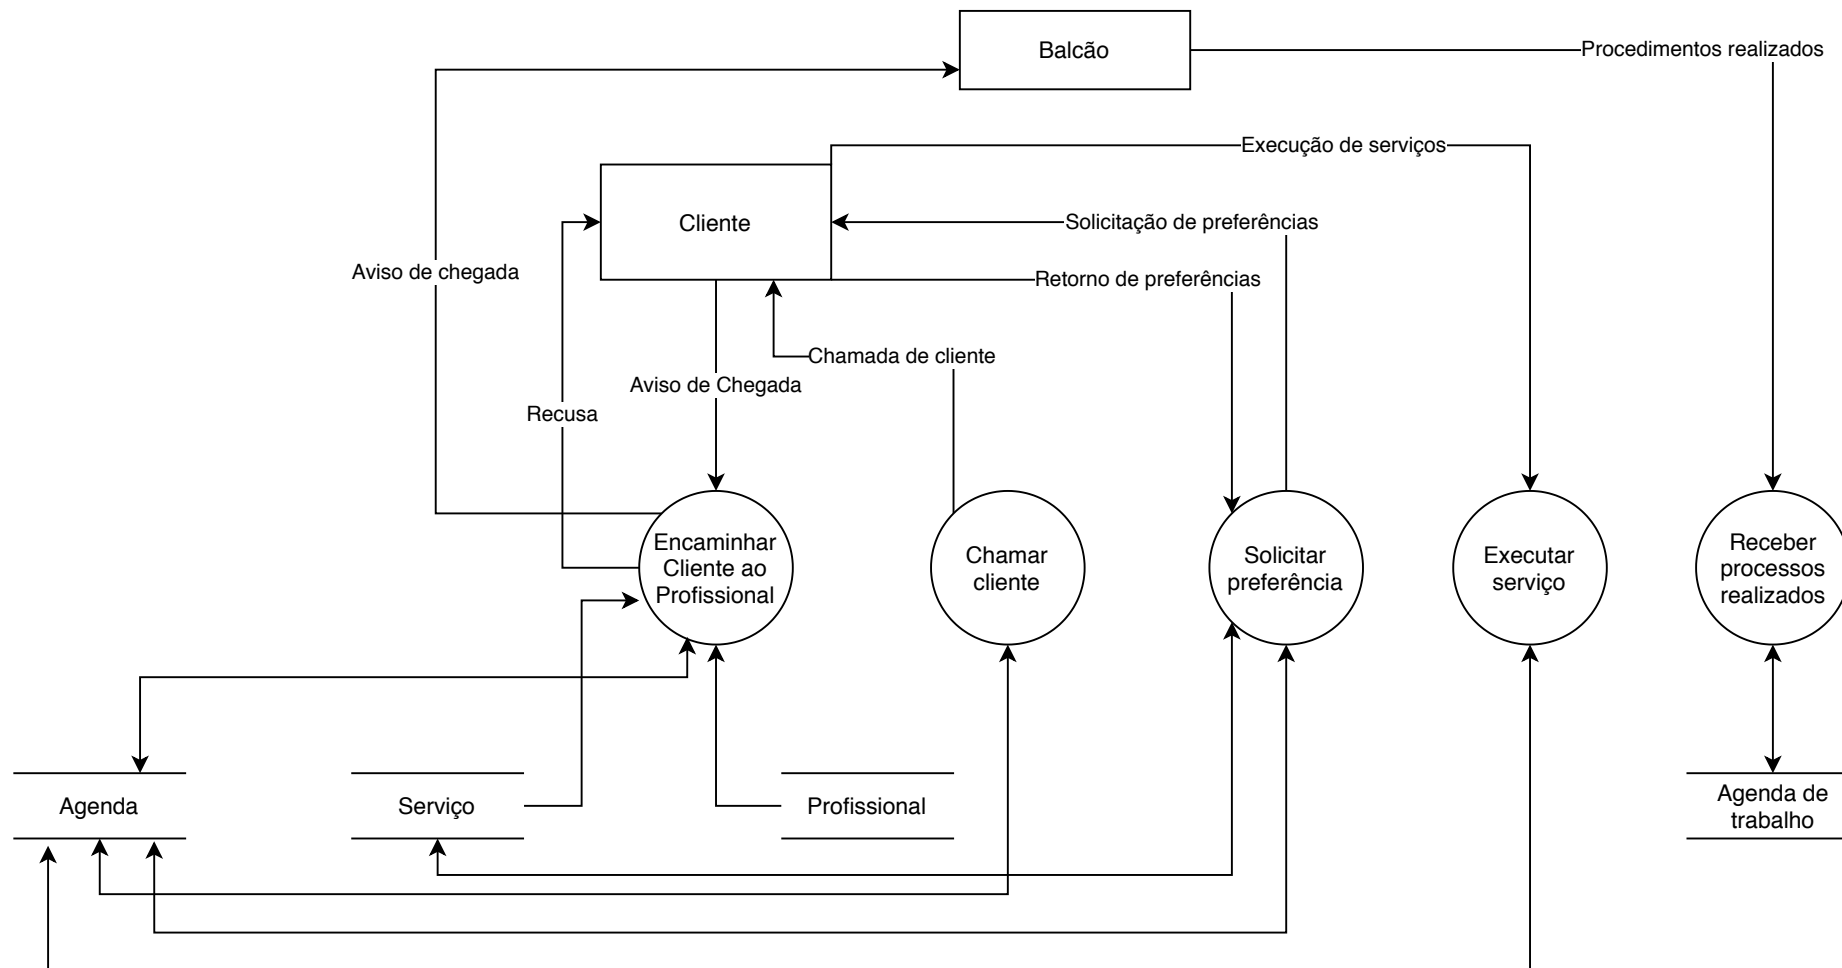 Balcão
Procedimentos realizados
Execução de serviços
Cliente
Solicitação de preferências
Aviso de chegada
Retorno de preferências
Chamada de cliente
Aviso de Chegada
Recusa
Encaminhar
Cliente ao
Profissional
Chamar
cliente
Solicitar
preferência
Executar
serviço
Receber
processos
realizados
Agenda
Serviço
Profissional
Agenda de
trabalho